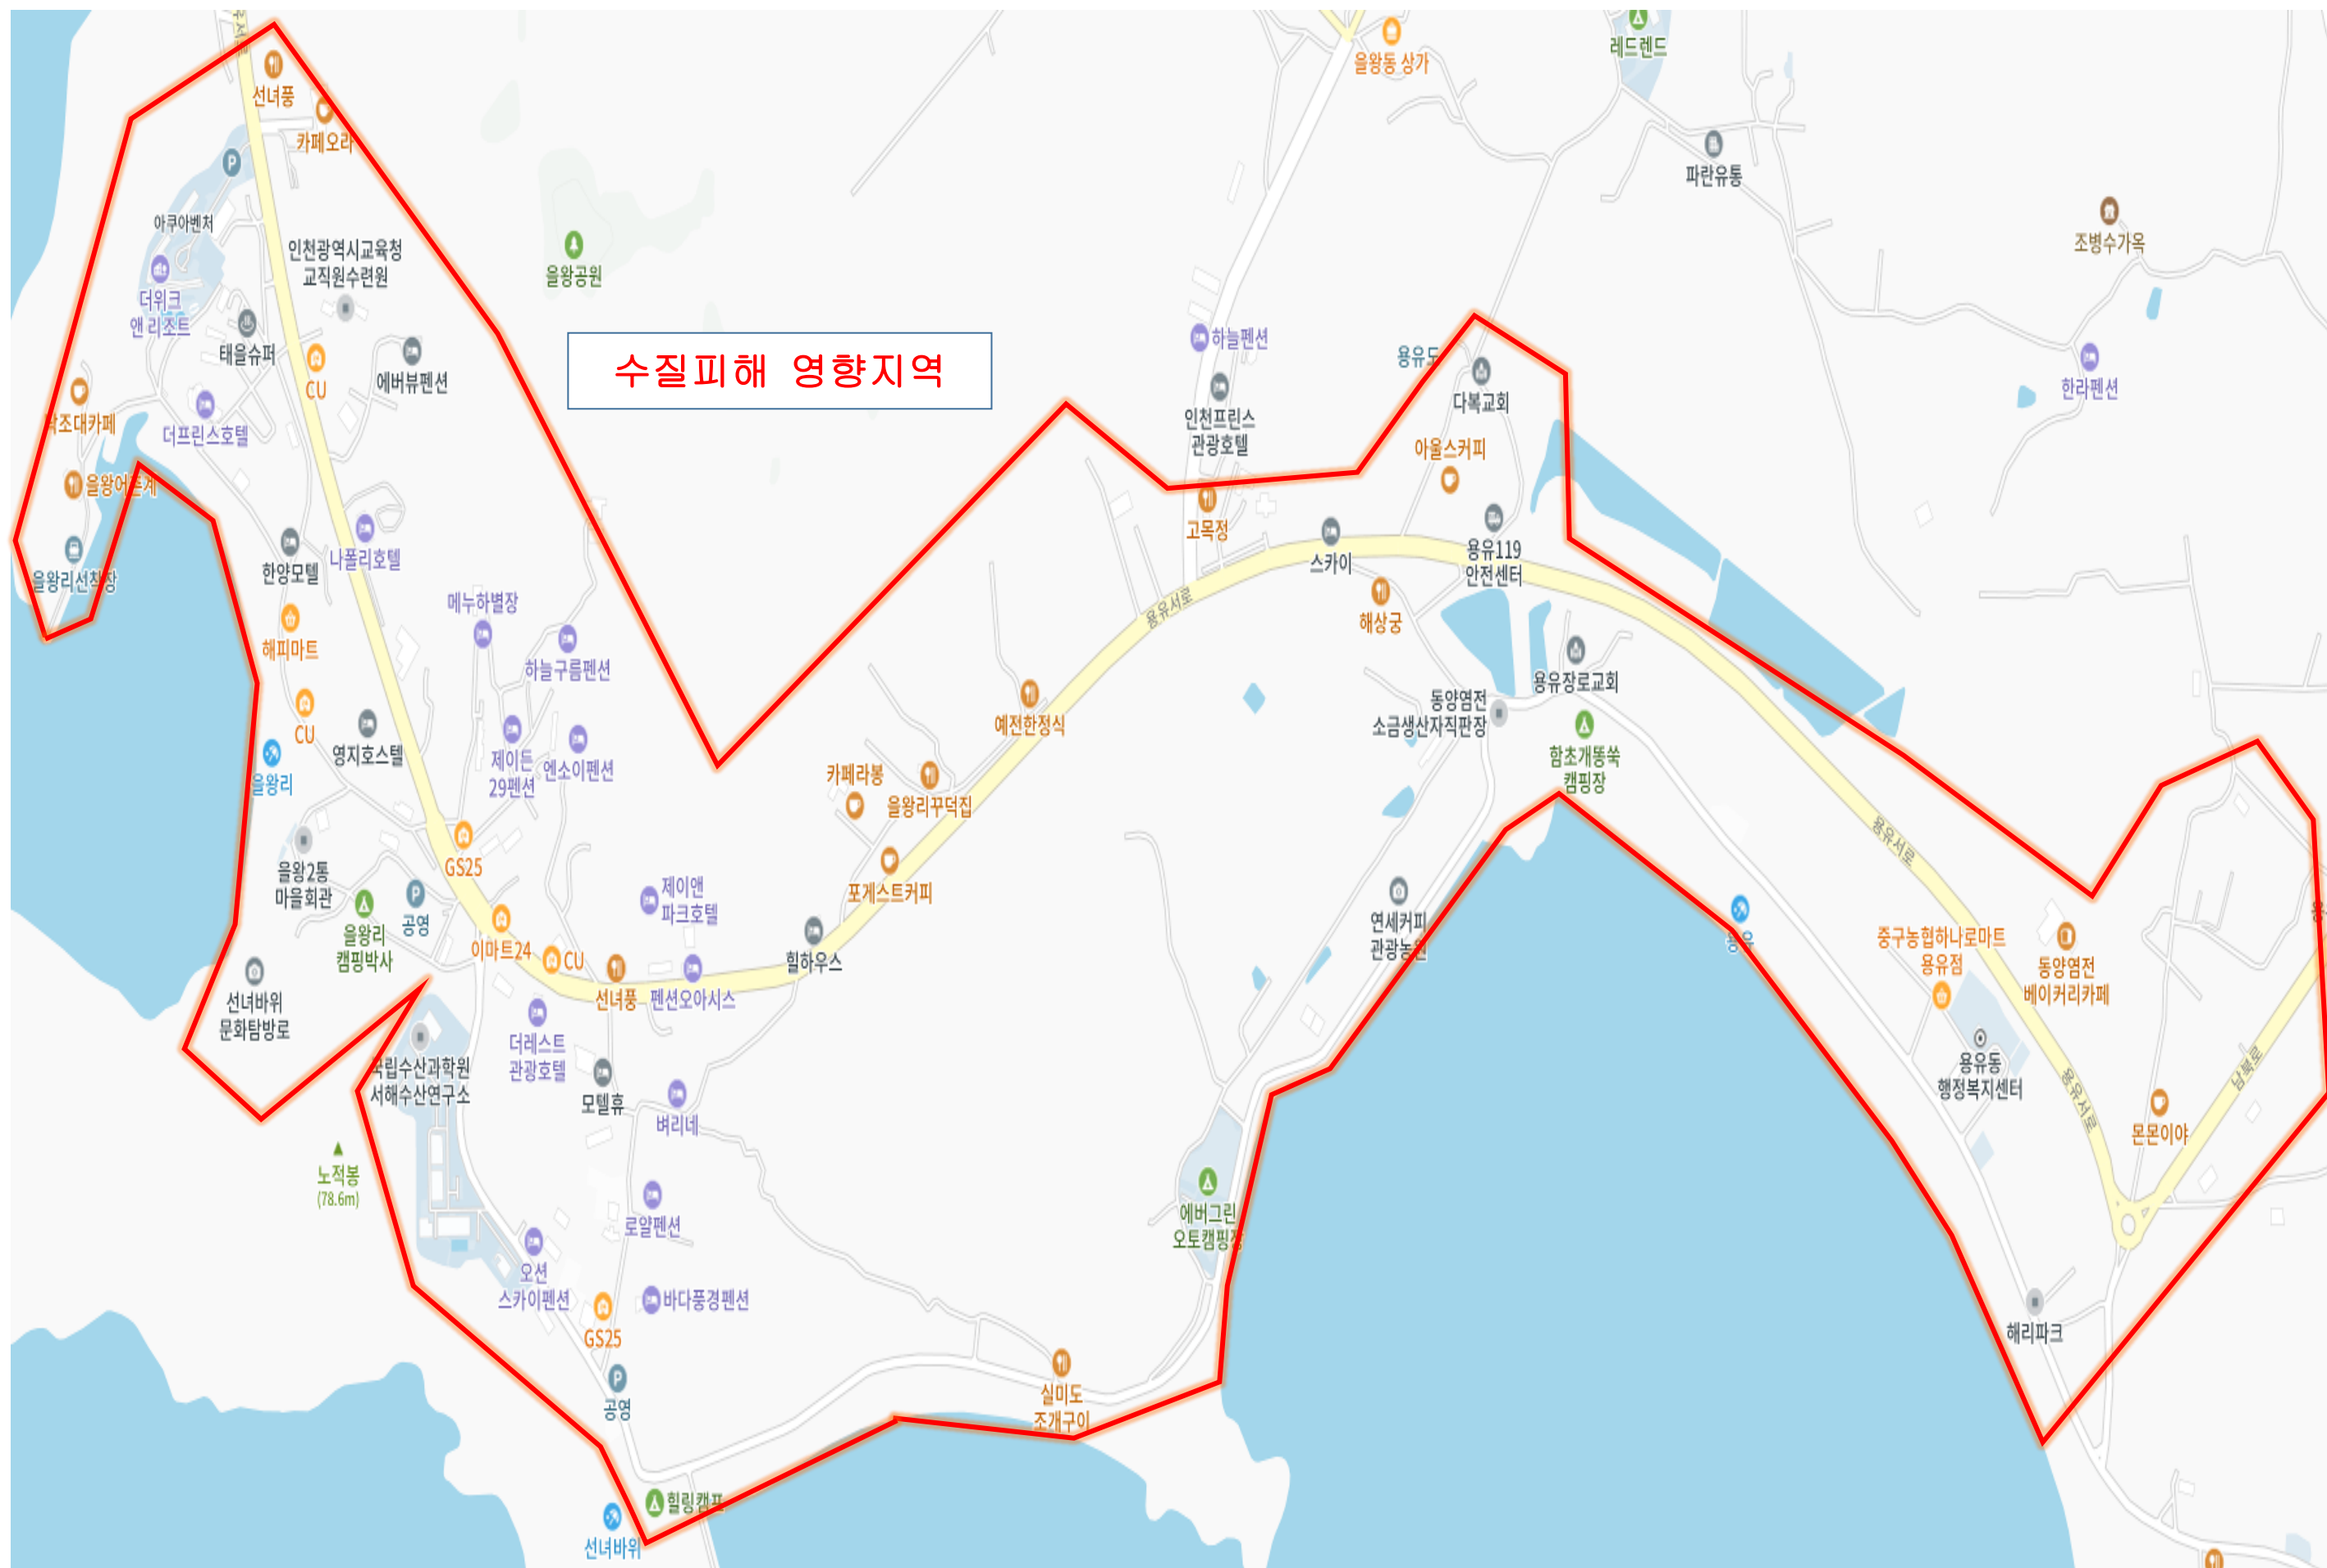 선녀풍
카페오라
을왕동 상가
레드렌드
파란유통
아쿠아벤처
인천광역시교육청
교직원수련원
을왕공원
조병수가옥
더위크
앤 리조트
태을슈퍼
CU
에버뷰펜션
수질피해 영향지역
하늘펜션
용유도
다복교회
한라펜션
인천프린스
관광호텔
더프린스호텔
낙조대카페
아울스커피
을왕어촌계
고목정
스카이
용유119
안전센터
을왕리선착장
한양모텔
나폴리호텔
메누하별장
용유서로
해상궁
해피마트
하늘구름펜션
용유장로교회
동양염전
소금생산자직판장
예전한정식
CU
영지호스텔
제이든
29펜션
엔소이펜션
함초개똥쑥
캠핑장
을왕리
카페라봉
을왕리꾸덕집
GS25
용유서로
을왕2통
마을회관
공영
제이앤
파크호텔
포게스트커피
연세커피
관광농원
을왕리
캠핑박사
이마트24
CU
힐하우스
용유
중구농협하나로마트
용유점
동양염전
베이커리카페
선녀바위
문화탐방로
선녀풍
펜션오아시스
더레스트
관광호텔
국립수산과학원
서해수산연구소
모텔휴
벼리네
용유동
행정복지센터
용유서로
남북로
몬몬이야
노적봉
(78.6m)
로얄펜션
에버그린
오토캠핑장
오션
스카이펜션
바다풍경펜션
GS25
해리파크
공영
실미도
조개구이
힐링캠프
선녀바위